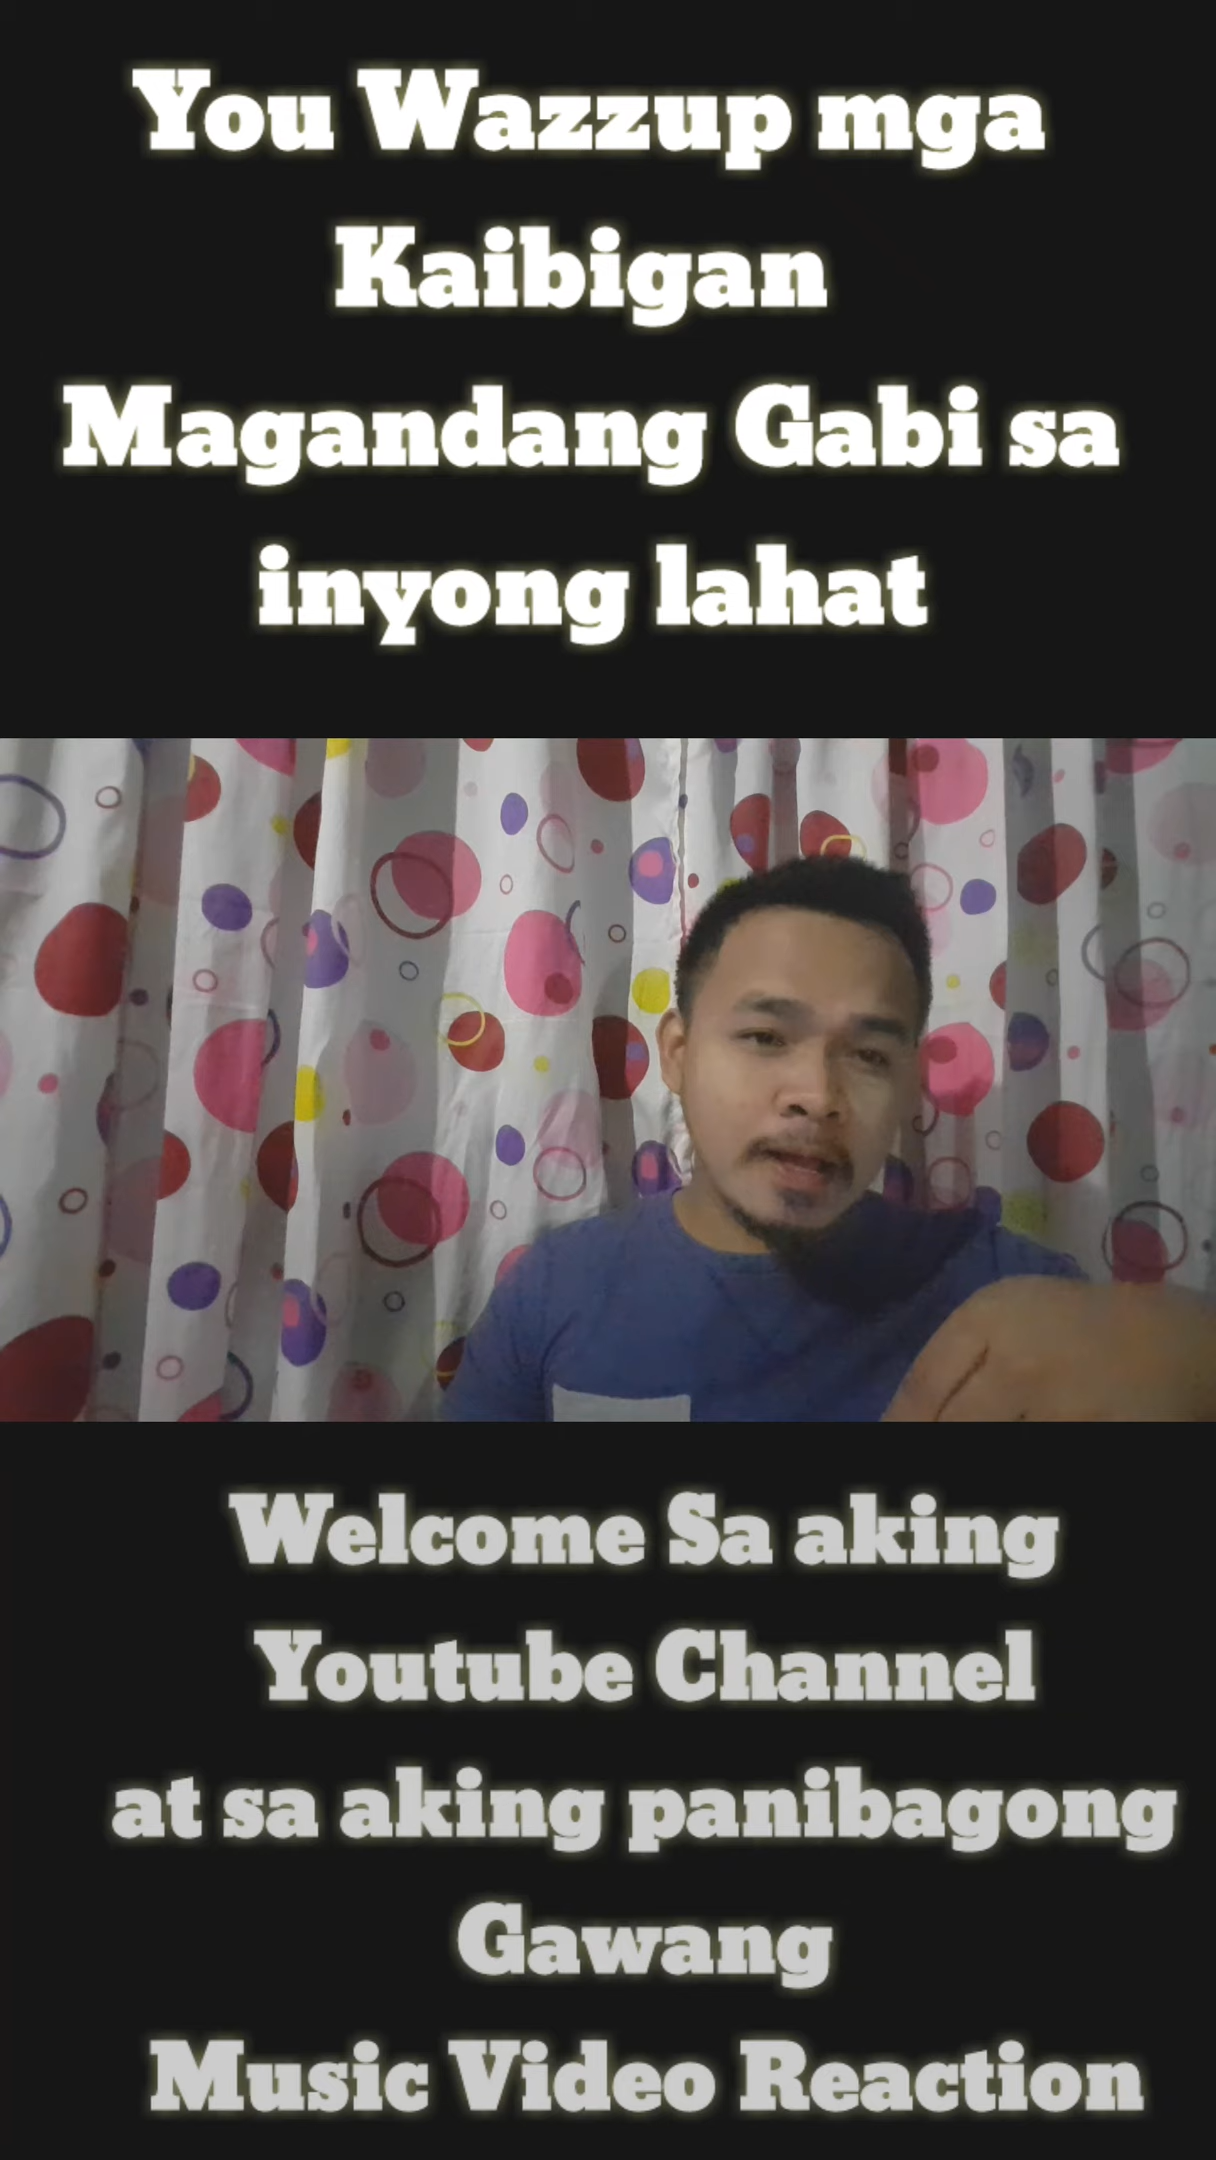 You Wazzup mga
Kaibigan
Magandang Gabi sa
inyong lahat
Welcome Sa aking
Youtube Channel
at sa aking panibagong
Gawang
Music Video Reaction